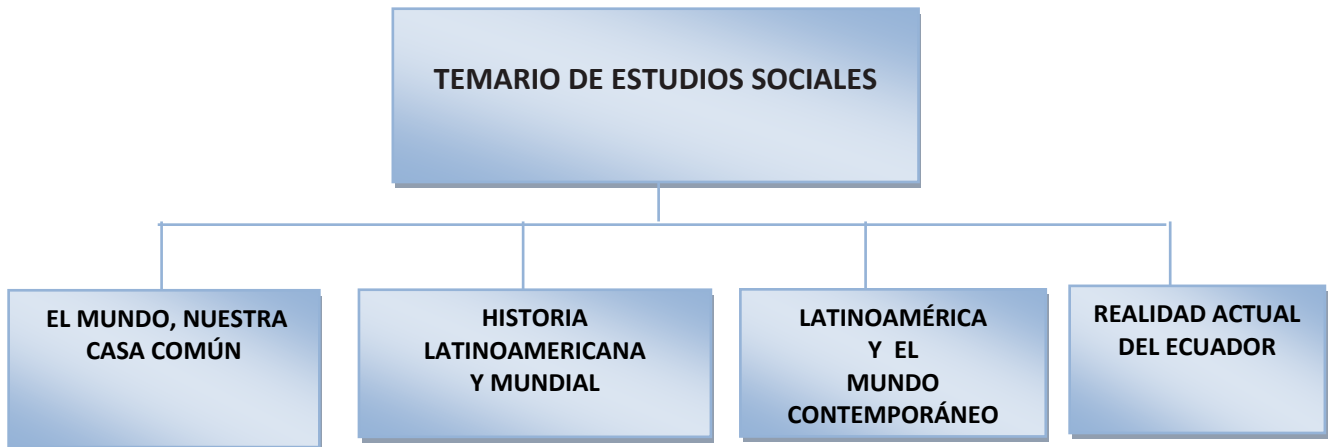 TEMARIO DE ESTUDIOS SOCIALES
EL MUNDO, NUESTRA
CASA COMÚN
HISTORIA
LATINOAMERICANA
Y MUNDIAL
LATINOAMÉRICA
Y EL
MUNDO
CONTEMPORÁNEO
REALIDAD ACTUAL
DEL ECUADOR